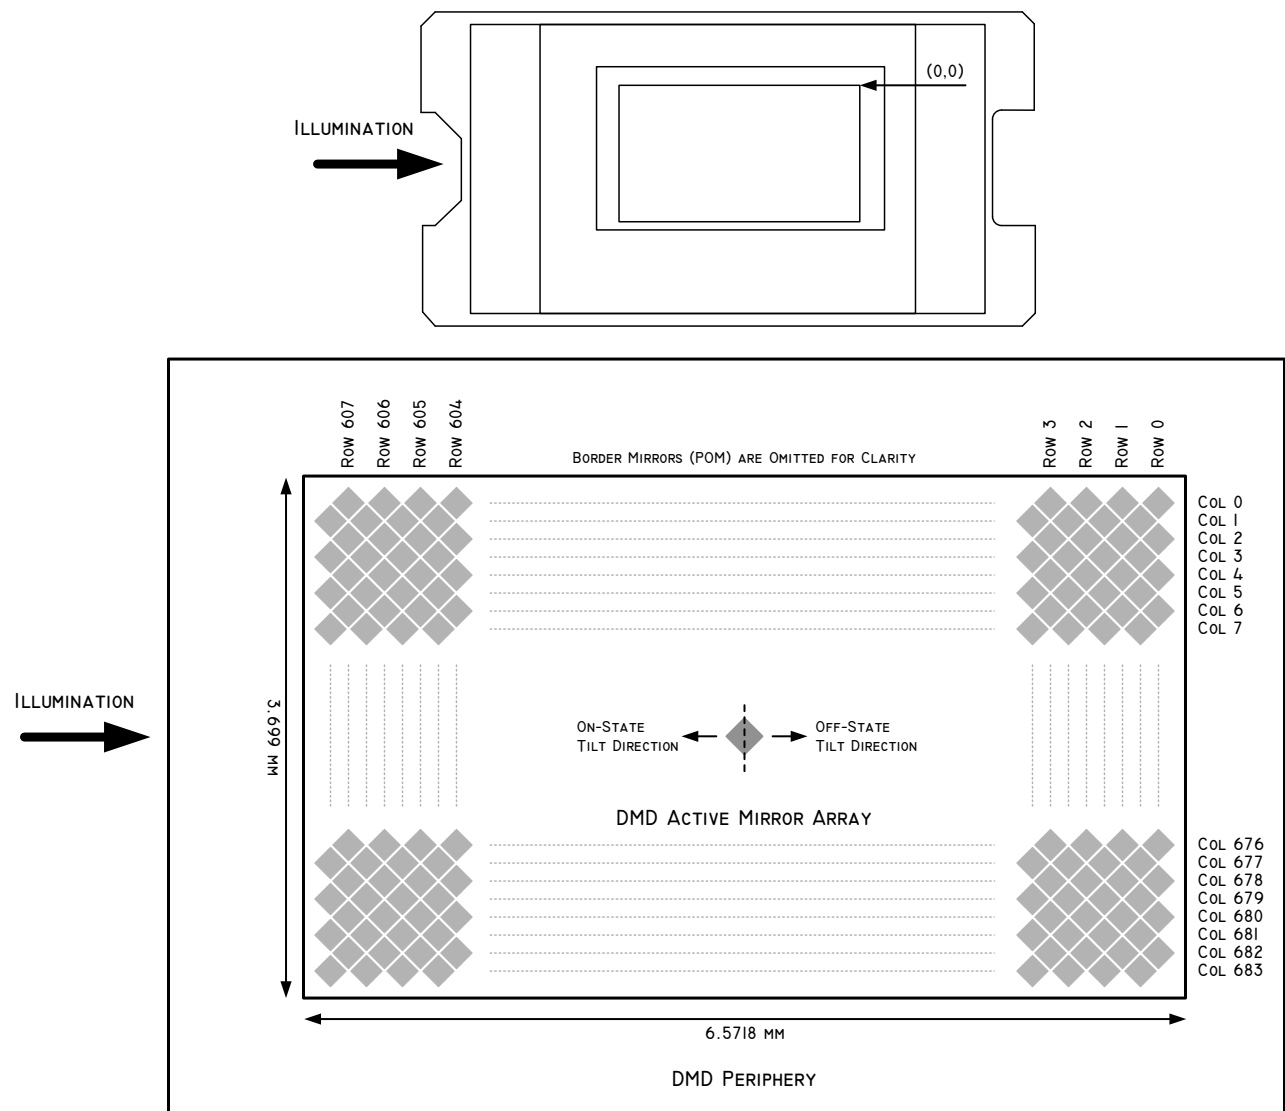 (0,0)
Illumination
Row 607
Row 606
Row 605
Row 604
Border Mirrors (POM) are Omitted for Clarity
Row 3
Row 2
Row 1
Row 0
Col 0
Col 1
Col 2
Col 3
Col 4
Col 5
Col 6
Col 7
Illumination
3.699 mm
On-State
Tilt Direction
Off-State
Tilt Direction
DMD Active Mirror Array
Col 676
Col 677
Col 678
Col 679
Col 680
Col 681
Col 682
Col 683
6.5718 mm
DMD Periphery